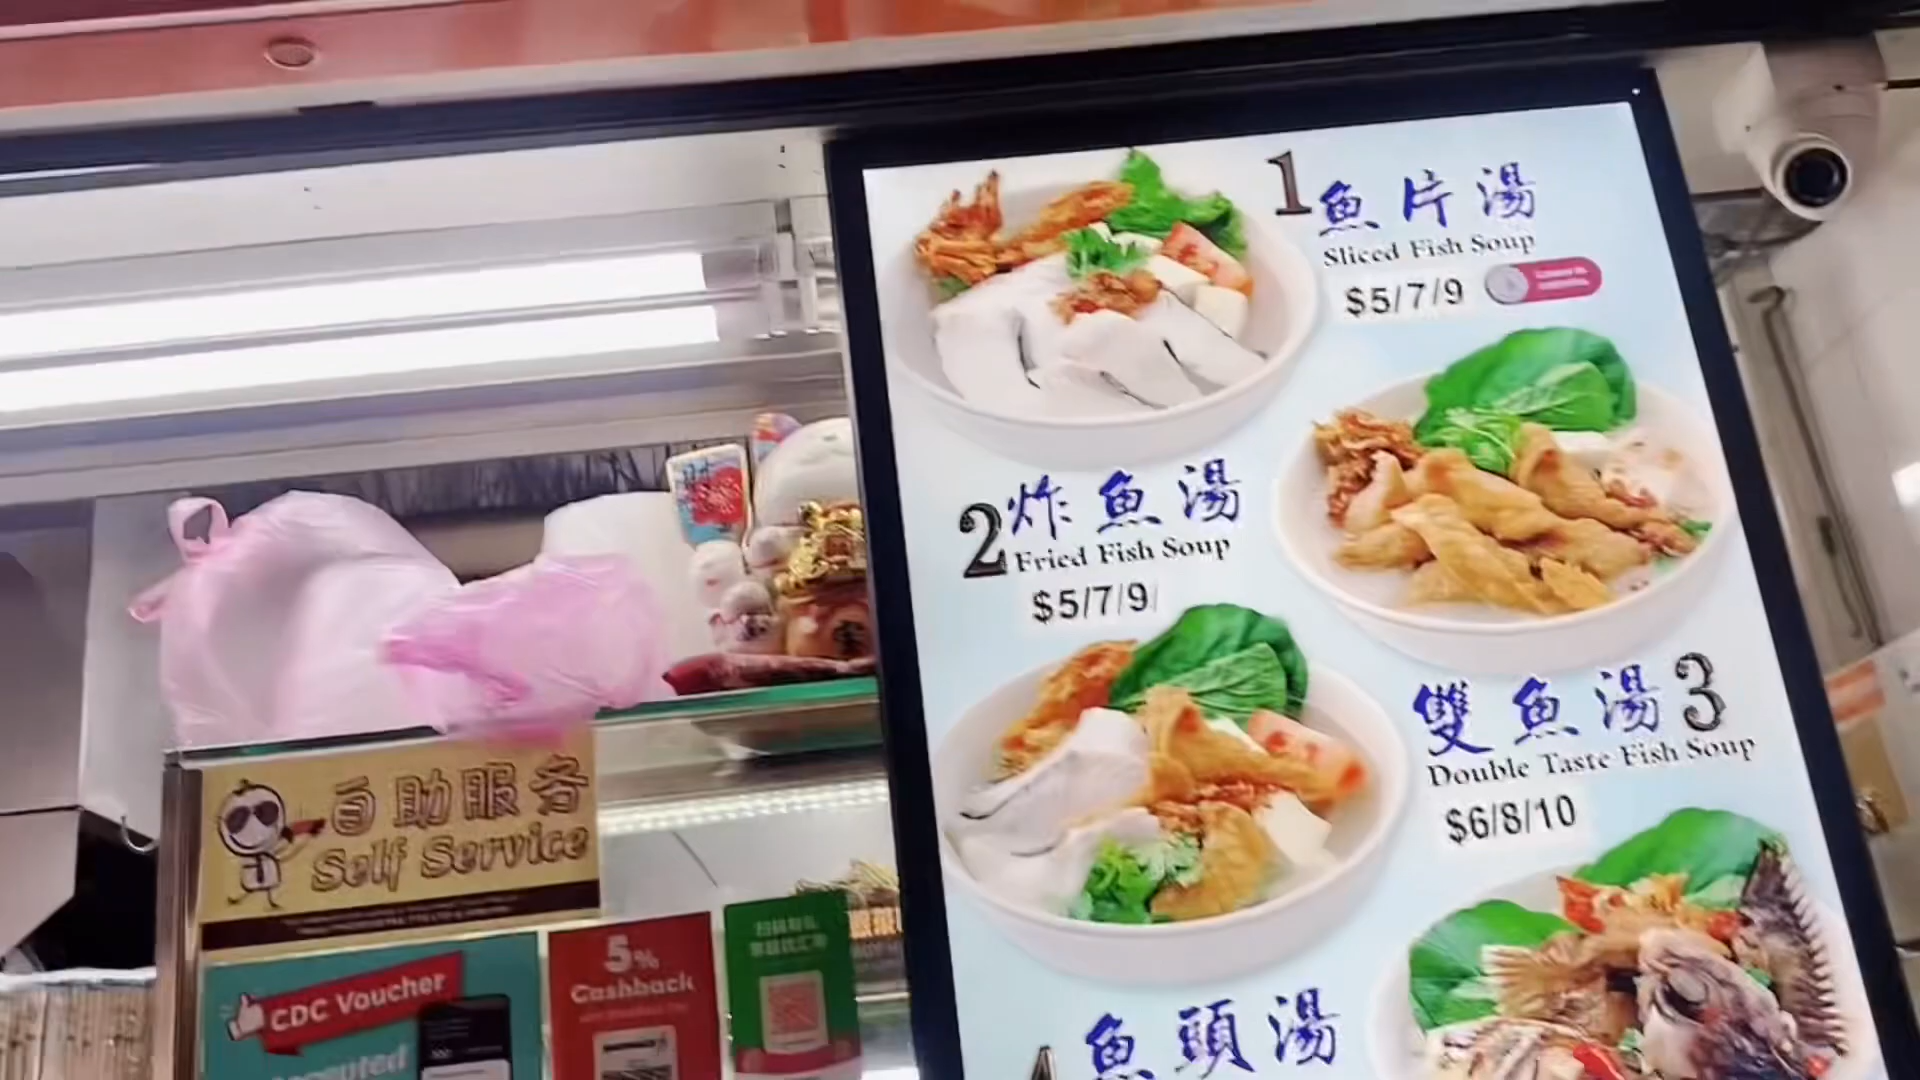 1
魚片湯
Sliced Fish Soup
$5/7/9
2
炸魚湯
Fried Fish Soup
$5/7/9
雙魚湯 3
Double Taste Fish Soup
$6/8/10
魚頭湯
自助服务
Self Service
CDC Voucher
5%
Cashback